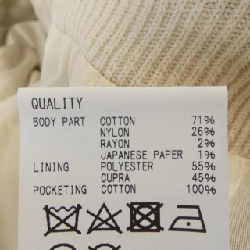 QUALITY
BODY PART COTTON 71%
NYLON 26%
RAYON 2%
JAPANESE PAPER 1%
LINING POLYESTER 55%
CUPRA 45%
POCKETING COTTON 100%